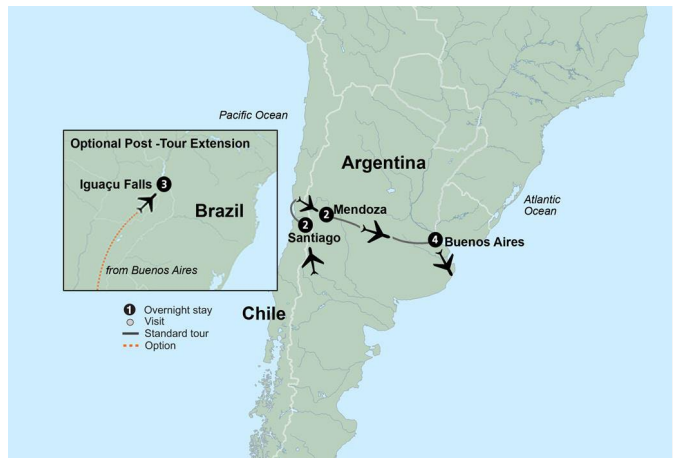 Pacific Ocean
Optional Post -Tour Extension
Iguaçu Falls 3
Brazil
from Buenos Aires
Argentina
Atlantic
Ocean
2 Mendoza
2
Santiago
4 Buenos Aires
Chile
1 Overnight stay
Visit
Standard tour
Option